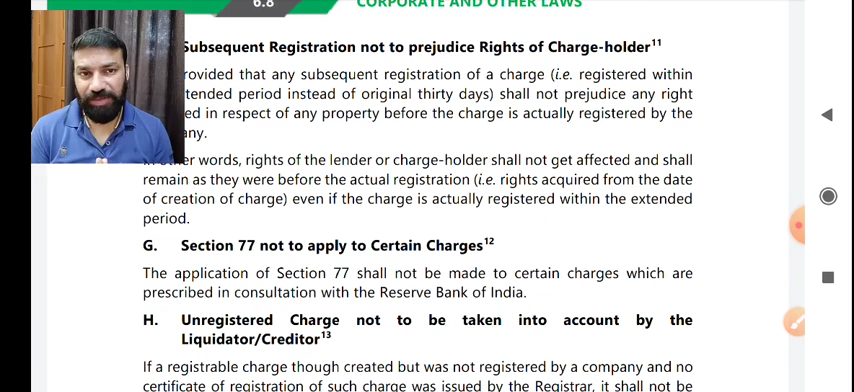 6.8 CORPORATE AND OTHER LAWS
Subsequent Registration not to prejudice Rights of Charge-holder11
rovided that any subsequent registration of a charge (i.e. registered within
tended period instead of original thirty days) shall not prejudice any right
ed in respect of any property before the charge is actually registered by the
any.
er words, rights of the lender or charge-holder shall not get affected and shall
remain as they were before the actual registration (i.e. rights acquired from the date
of creation of charge) even if the charge is actually registered within the extended
period.
G. Section 77 not to apply to Certain Charges12
The application of Section 77 shall not be made to certain charges which are
prescribed in consultation with the Reserve Bank of India.
H. Unregistered Charge not to be taken into account by the
Liquidator/Creditor13
If a registrable charge though created but was not registered by a company and no
certificate of registration of such charge was issued by the Registrar, it shall not be